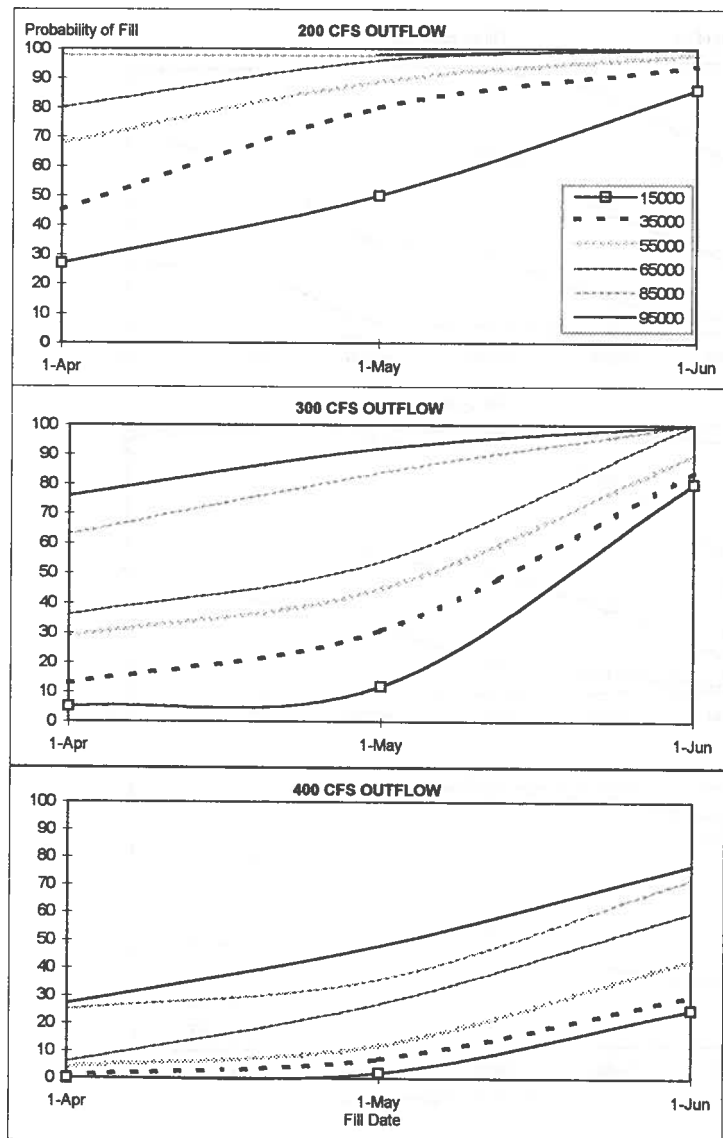 Probability of Fill
200 CFS OUTFLOW
100
90
80
70
60
50
40
30
20
10
0
1-Apr
1-May
1-Jun
15000
35000
55000
65000
85000
95000
300 CFS OUTFLOW
100
90
80
70
60
50
40
30
20
10
0
1-Apr
1-May
1-Jun
400 CFS OUTFLOW
100
90
80
70
60
50
40
30
20
10
0
1-Apr
1-May
1-Jun
Fill Date